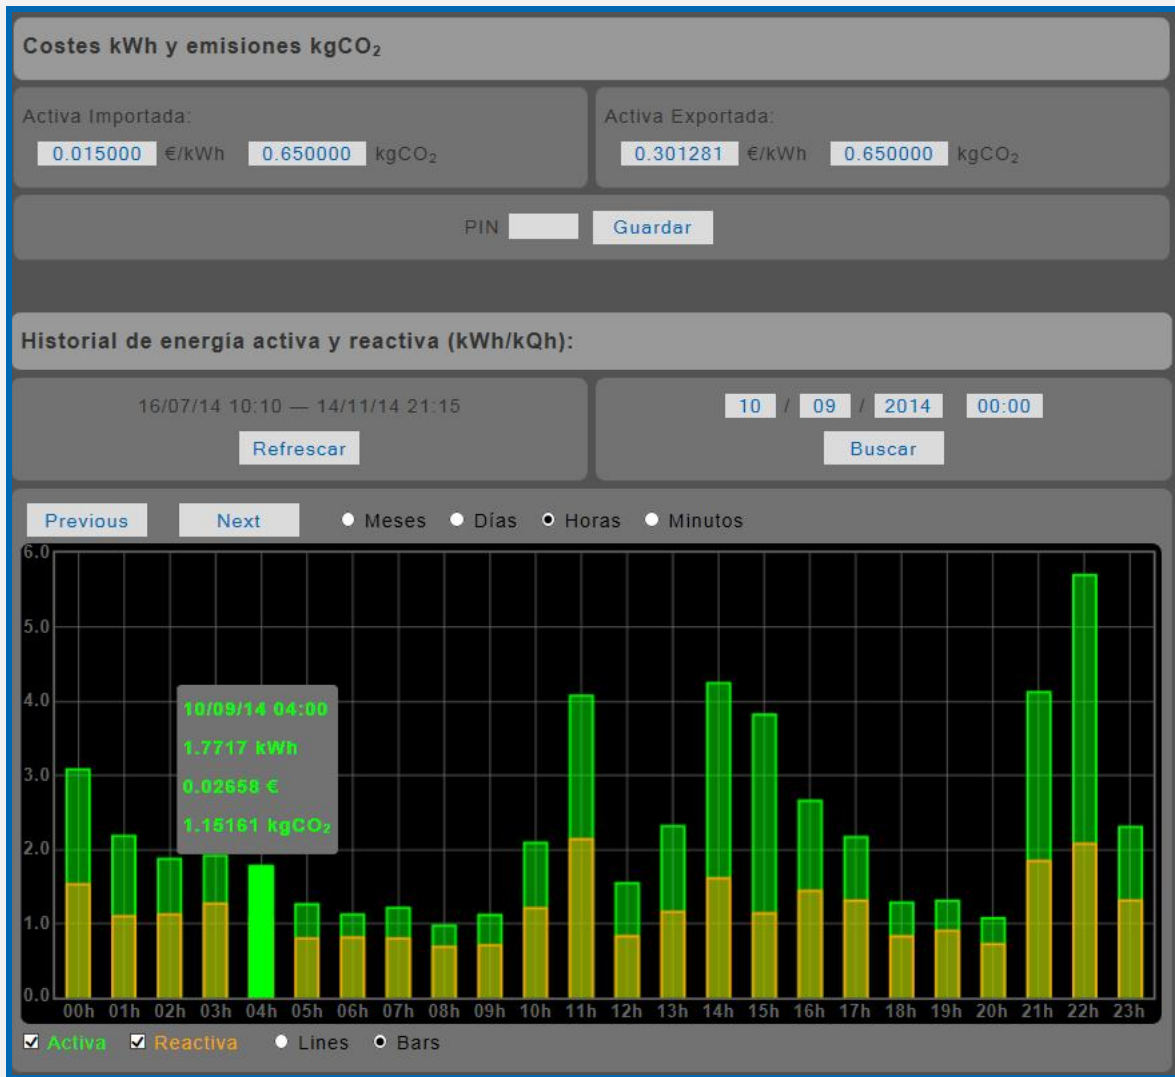 Costes kWh y emisiones kgCO₂
Activa Importada:
0.015000 €/kWh 0.650000 kgCO₂
Activa Exportada:
0.301281 €/kWh 0.650000 kgCO₂
PIN Guardar
Historial de energía activa y reactiva (kWh/kQh):
16/07/14 10:10 — 14/11/14 21:15
Refrescar
10 / 09 / 2014 00:00
Buscar
Previous Next Meses Días Horas Minutos
6.0
5.0
4.0
3.0
2.0
1.0
0.0
10/09/14 04:00
1.7717 kWh
0.02658 €
1.15161 kgCO₂
00h 01h 02h 03h 04h 05h 06h 07h 08h 09h 10h 11h 12h 13h 14h 15h 16h 17h 18h 19h 20h 21h 22h 23h
Activa Reactiva Lines Bars